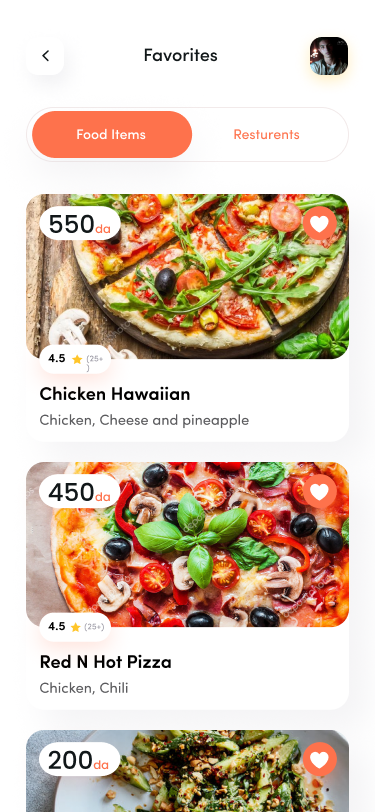 Favorites
Food Items
Resturents
550da
4.5 (25+
)
Chicken Hawaiian
Chicken, Cheese and pineapple
450da
4.5 (25+)
Red N Hot Pizza
Chicken, Chili
200da